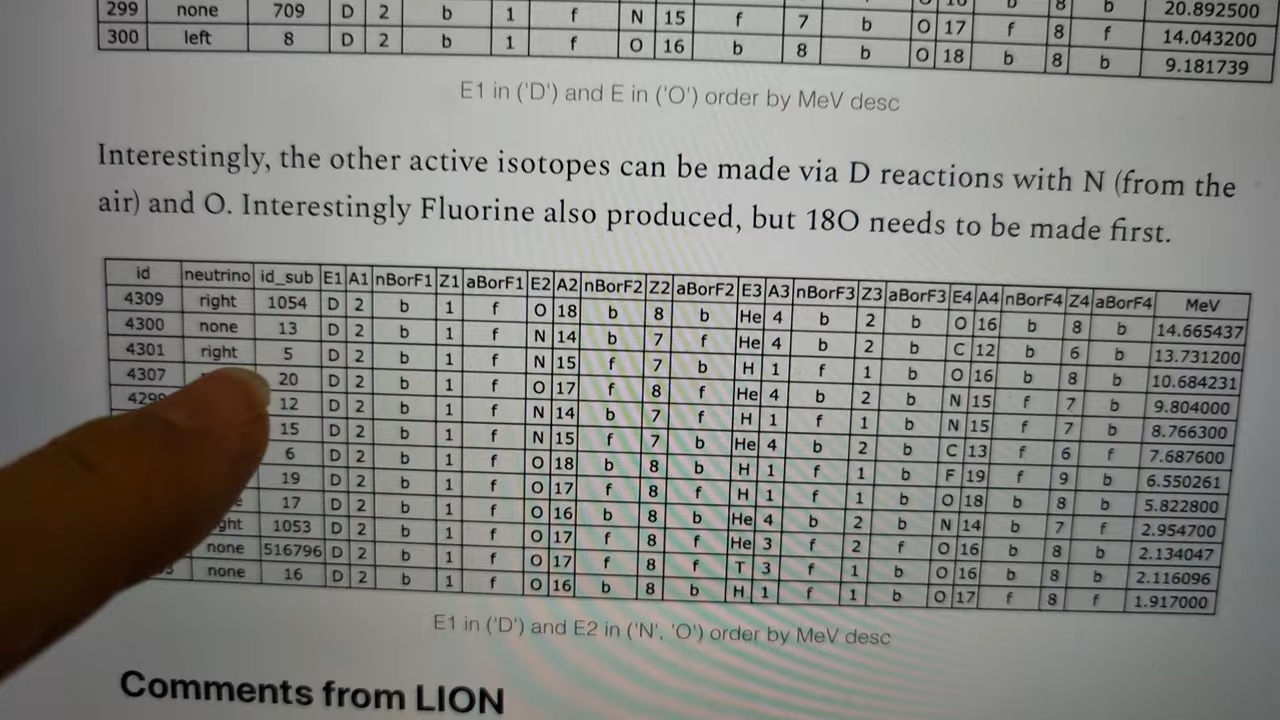 8 b 20.892500
299 none 709 D 2 b 1 f N 15 f 7 b O 17 f 8 f 14.043200
300 left 8 D 2 b 1 f O 16 b 8 b O 18 b 8 b 9.181739
E1 in ('D') and E in ('O') order by MeV desc
Interestingly, the other active isotopes can be made via D reactions with N (from the
air) and O. Interestingly Fluorine also produced, but 18O needs to be made first.
id neutrino id_sub E1 A1 nBorF1 Z1 aBorF1 E2 A2 nBorF2 Z2 aBorF2 E3 A3 nBorF3 Z3 aBorF3 E4 A4 nBorF4 Z4 aBorF4 MeV
4309 right 1054 D 2 b 1 f O 18 b 8 b He 4 b 2 b O 16 b 8 b 14.665437
4300 none 13 D 2 b 1 f N 14 b 7 f He 4 b 2 b C 12 b 6 b 13.731200
4301 right 5 D 2 b 1 f N 15 f 7 b H 1 f 1 b O 16 b 8 b 10.684231
4307 20 D 2 b 1 f O 17 f 8 f He 4 b 2 b N 15 f 7 b 9.804000
4299 12 D 2 b 1 f N 14 b 7 f H 1 f 1 b N 15 f 7 b 8.766300
15 D 2 b 1 f N 15 f 7 b He 4 b 2 b C 13 f 6 f 7.687600
6 D 2 b 1 f O 18 b 8 b H 1 f 1 b F 19 f 9 b 6.550261
19 D 2 b 1 f O 17 f 8 f H 1 f 1 b O 18 b 8 b 5.822800
17 D 2 b 1 f O 16 b 8 b He 4 b 2 b N 14 b 7 f 2.954700
ght 1053 D 2 b 1 f O 17 f 8 f He 3 f 2 f O 16 b 8 b 2.134047
none 516796 D 2 b 1 f O 17 f 8 f T 3 f 1 b O 16 b 8 b 2.116096
none 16 D 2 b 1 f O 16 b 8 b H 1 f 1 b O 17 f 8 f 1.917000
E1 in ('D') and E2 in ('N', 'O') order by MeV desc
Comments from LION